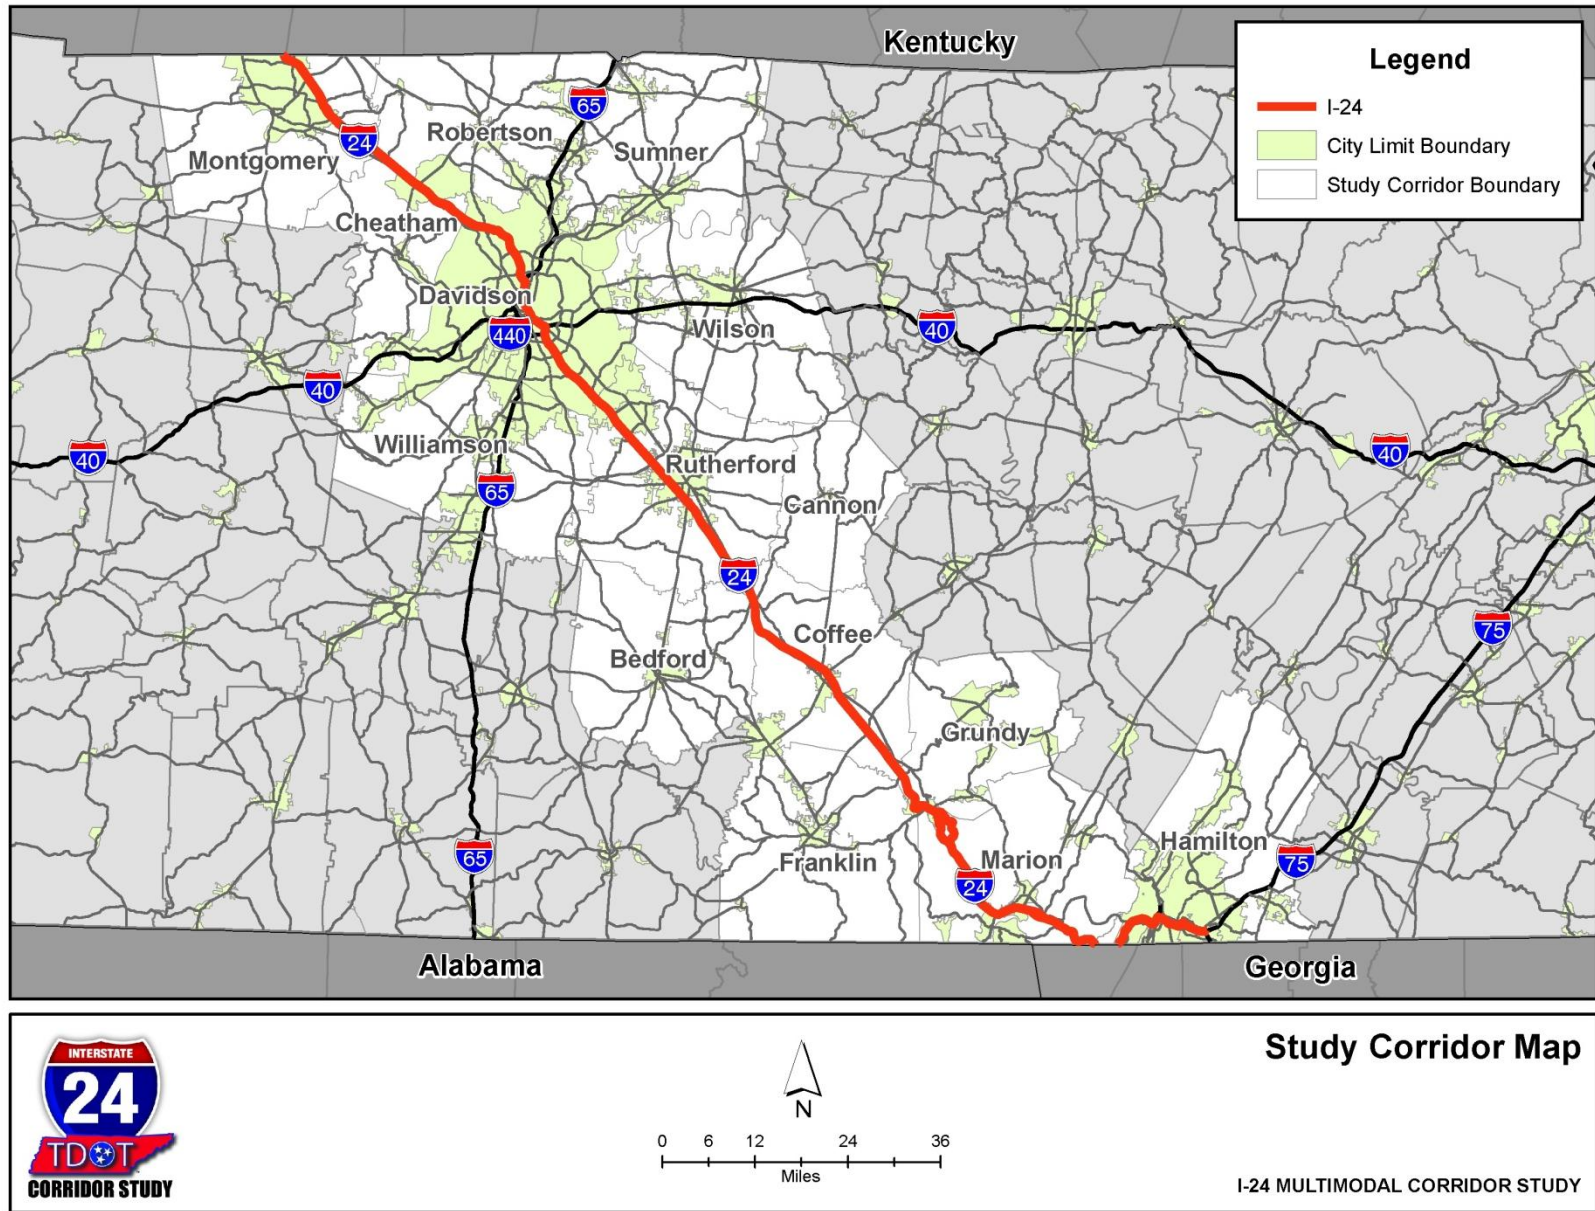 Kentucky
Legend
I-24
City Limit Boundary
Study Corridor Boundary
65
24
Robertson
Sumner
Montgomery
Cheatham
Davidson
440
Wilson
40
40
40
Williamson
Rutherford
40
65
Cannon
24
Coffee
75
Bedford
Grundy
Hamilton
65
Franklin
Marion
75
24
Alabama
Georgia
INTERSTATE
24
TDOT
CORRIDOR STUDY
N
0 6 12 24 36
Miles
Study Corridor Map
I-24 MULTIMODAL CORRIDOR STUDY